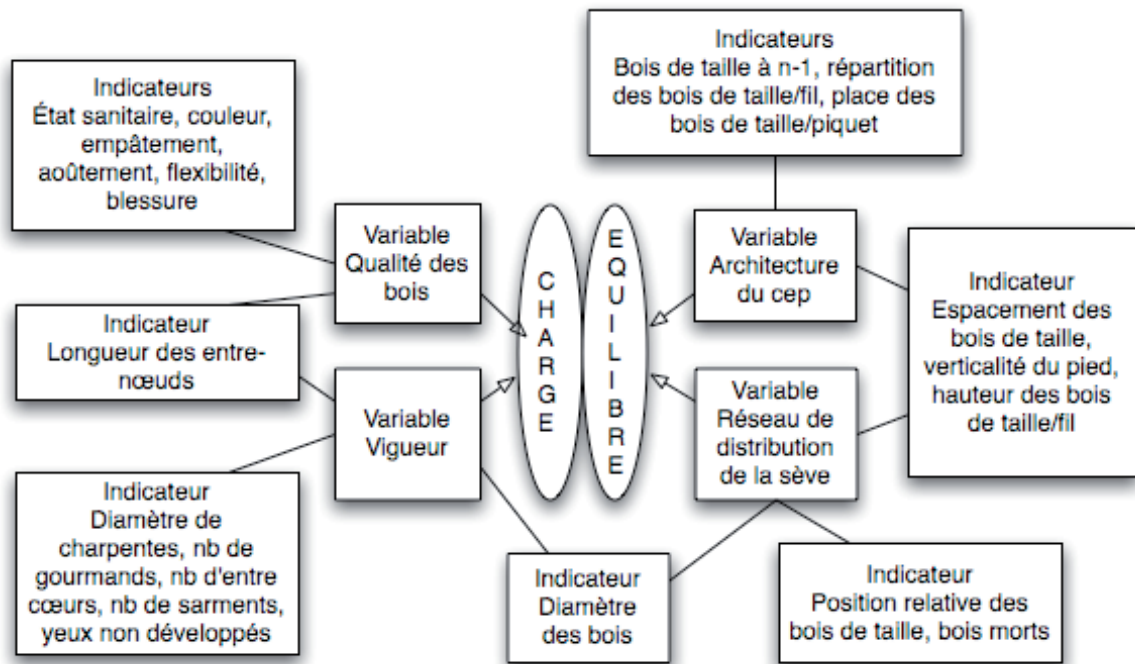 Indicateurs
Bois de taille à n-1, répartition
des bois de taille/fil, place des
bois de taille/piquet
Indicateurs
État sanitaire, couleur,
empâtement,
aoûtement, flexibilité,
blessure
Variable
Qualité des
bois
CHARGE
EQUILIBRE
Variable
Architecture
du cep
Indicateur
Espacement des
bois de taille,
verticalité du pied,
hauteur des bois
de taille/fil
Indicateur
Longueur des entre-
nœuds
Variable
Vigueur
Variable
Réseau de
distribution
de la sève
Indicateur
Diamètre de
charpentes, nb de
gourmands, nb d'entre
cœurs, nb de sarments,
yeux non développés
Indicateur
Diamètre
des bois
Indicateur
Position relative des
bois de taille, bois morts